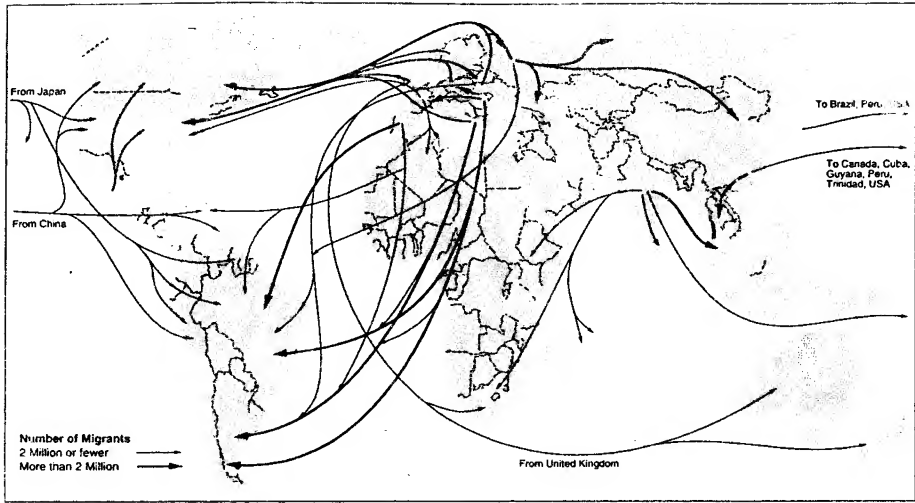 From Japan
From China
To Brazil, Peru, USA
To Canada, Cuba,
Guyana, Peru,
Trinidad, USA
Number of Migrants
2 Million or fewer
More than 2 Million
From United Kingdom